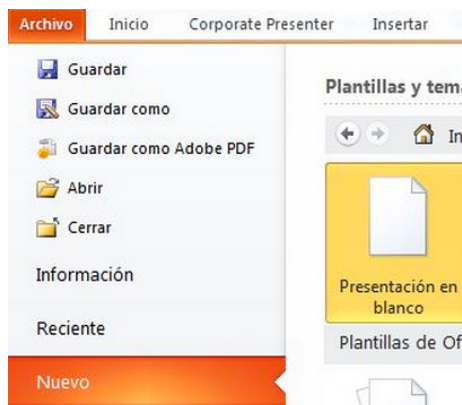 Archivo Inicio Corporate Presenter Insertar
Guardar
Guardar como
Guardar como Adobe PDF
Abrir
Cerrar
Información
Reciente
Nuevo
Plantillas y tema
In
Presentación en
blanco
Plantillas de Of